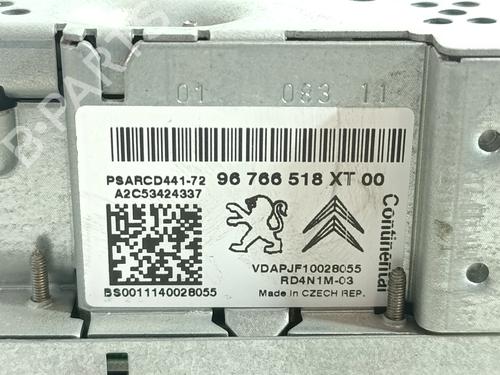 01 083 11
PSARCD441-72 96 766 518 XT 00
A2C53424337
Continental
VDAPJF10028055
RD4N1M-03
BS0011140028055 Made in CZECH REP.
B-PARTS